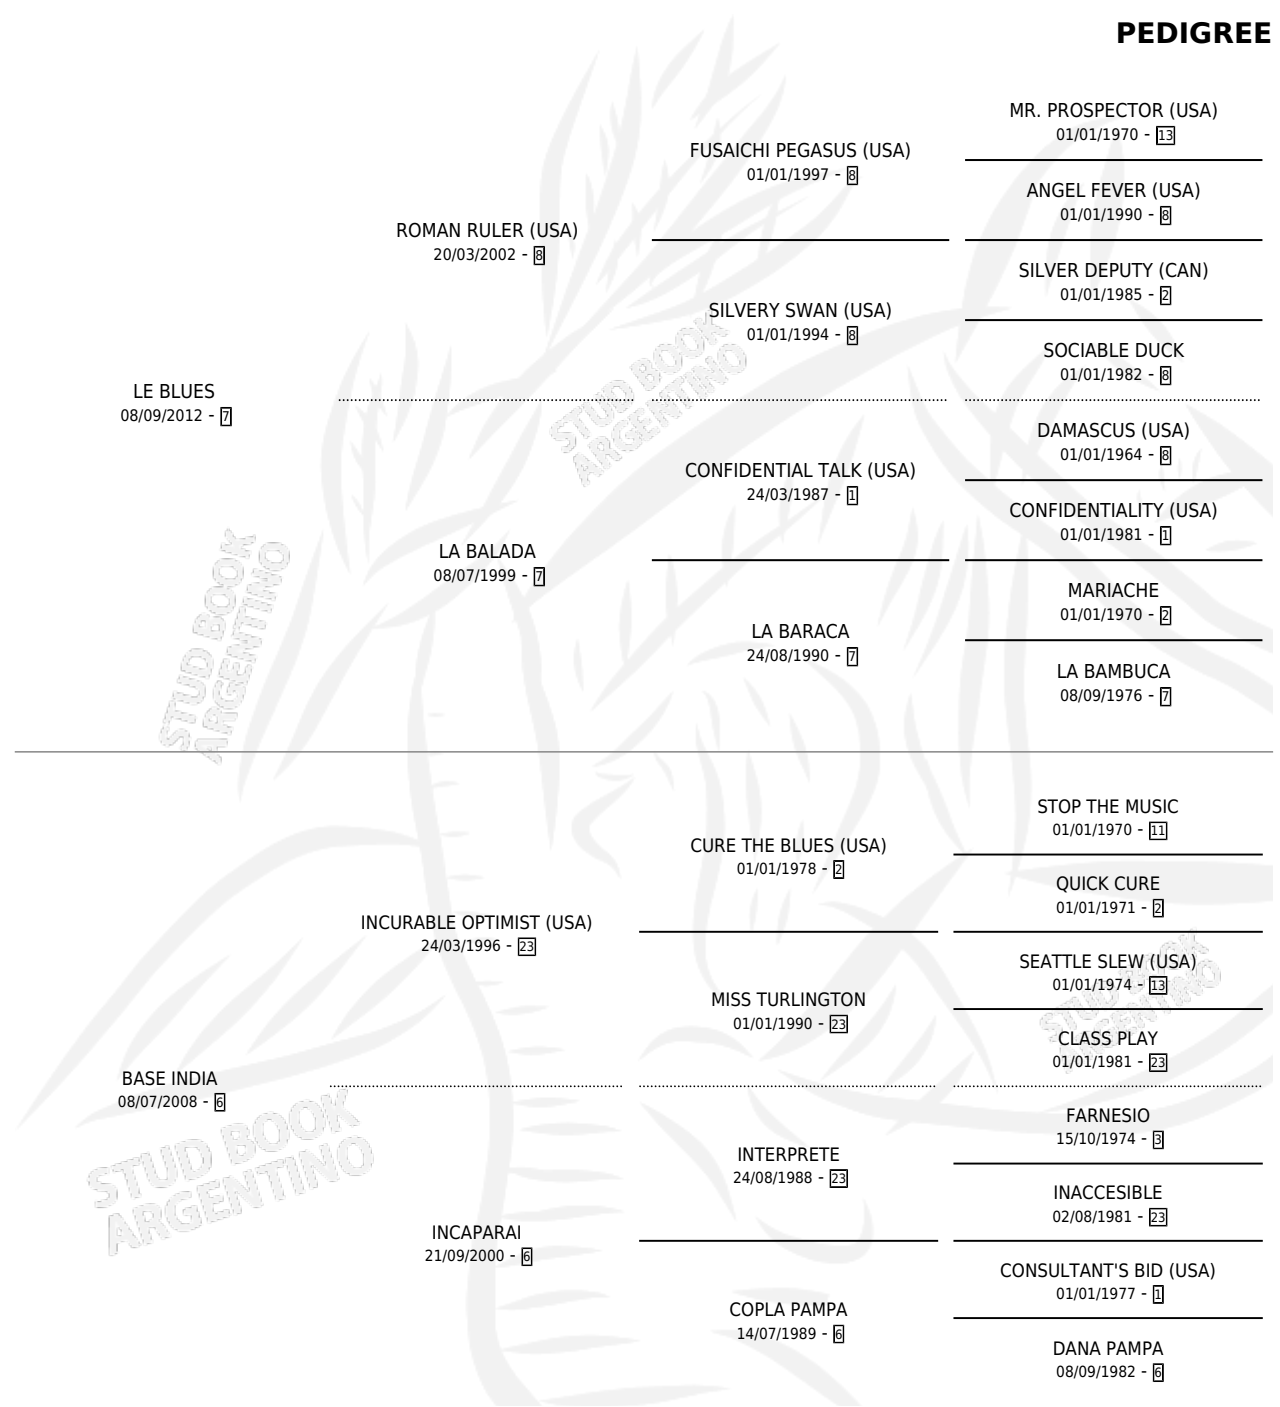 PEDIGREE
MR. PROSPECTOR (USA)
01/01/1970 - 13
FUSAICHI PEGASUS (USA)
01/01/1997 - 8
ANGEL FEVER (USA)
01/01/1990 - 8
ROMAN RULER (USA)
20/03/2002 - 8
SILVER DEPUTY (CAN)
01/01/1985 - 2
SILVERY SWAN (USA)
01/01/1994 - 8
SOCIABLE DUCK
01/01/1982 - 8
LE BLUES
08/09/2012 - 7
DAMASCUS (USA)
01/01/1964 - 8
CONFIDENTIAL TALK (USA)
24/03/1987 - 1
CONFIDENTIALITY (USA)
01/01/1981 - 1
LA BALADA
08/07/1999 - 7
MARIACHE
01/01/1970 - 2
LA BARACA
24/08/1990 - 7
LA BAMBUCA
08/09/1976 - 7
STOP THE MUSIC
01/01/1970 - 11
CURE THE BLUES (USA)
01/01/1978 - 2
QUICK CURE
01/01/1971 - 2
INCURABLE OPTIMIST (USA)
24/03/1996 - 23
SEATTLE SLEW (USA)
01/01/1974 - 13
MISS TURLINGTON
01/01/1990 - 23
CLASS PLAY
01/01/1981 - 23
BASE INDIA
08/07/2008 - 6
FARNESIO
15/10/1974 - 3
INTERPRETE
24/08/1988 - 23
INACCESIBLE
02/08/1981 - 23
INCAPARAI
21/09/2000 - 6
CONSULTANT'S BID (USA)
01/01/1977 - 1
COPLA PAMPA
14/07/1989 - 6
DANA PAMPA
08/09/1982 - 6
STUD BOOK
ARGENTINO
STUD BOOK
ARGENTINO
STUD BOOK
ARGENTINO
STUD BOOK
ARGENTINO